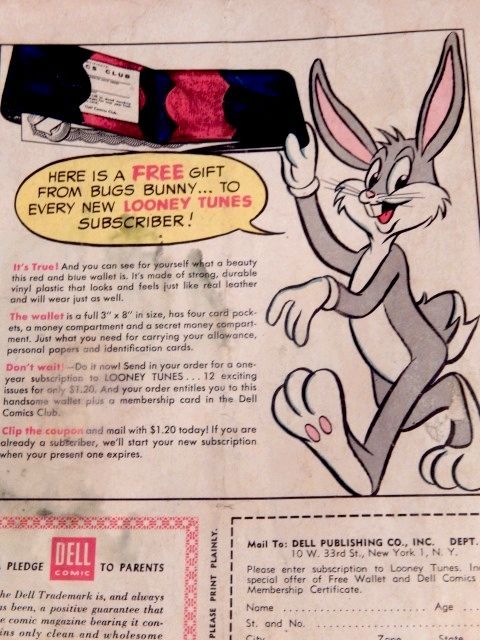 CS CLUB
HERE IS A FREE GIFT
FROM BUGS BUNNY... TO
EVERY NEW LOONEY TUNES
SUBSCRIBER!
It's True! And you can see for yourself what a beauty
this red and blue wallet is. It's made of strong, durable
vinyl plastic that looks and feels just like real leather
and will wear just as well.
The wallet is a full 3" x 8" in size, has four card pock-
ets, a money compartment and a secret money compart-
ment. Just what you need for carrying your allowance,
personal papers and identification cards.
Don't wait! —Do it now! Send in your order for a one-
year subscription to LOONEY TUNES... 12 exciting
issues for only $1.20. And your order entitles you to this
handsome wallet plus a membership card in the Dell
Comics Club.
Clip the coupon and mail with $1.20 today! If you are
already a subscriber, we'll start your new subscription
when your present one expires.
PLEDGE DELL COMIC TO PARENTS
he Dell Trademark is, and always
as been, a positive guarantee that
e comic magazine bearing it con-
ins only clean and wholesome
PLEASE PRINT PLAINLY.
Mail To: DELL PUBLISHING CO., INC. DEPT.
10 W. 33rd St., New York 1, N. Y.
Please enter subscription to Looney Tunes. In
special offer of Free Wallet and Dell Comics
Membership Certificate.
Name Age
St. and No.
City Zone State